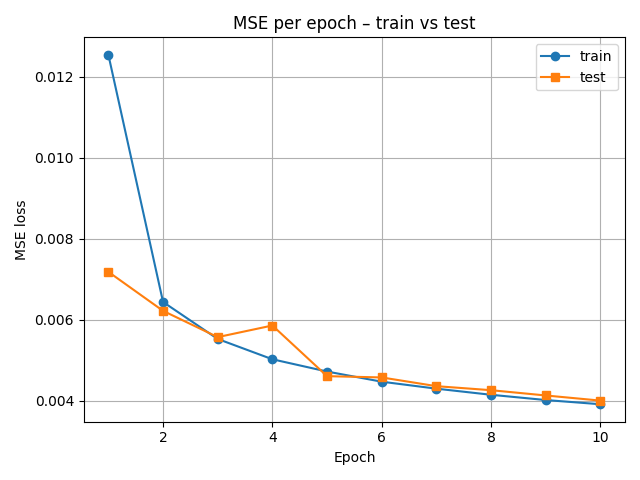 MSE per epoch – train vs test
train
test
0.012
0.010
0.008
0.006
0.004
MSE loss
2
4
6
8
10
Epoch